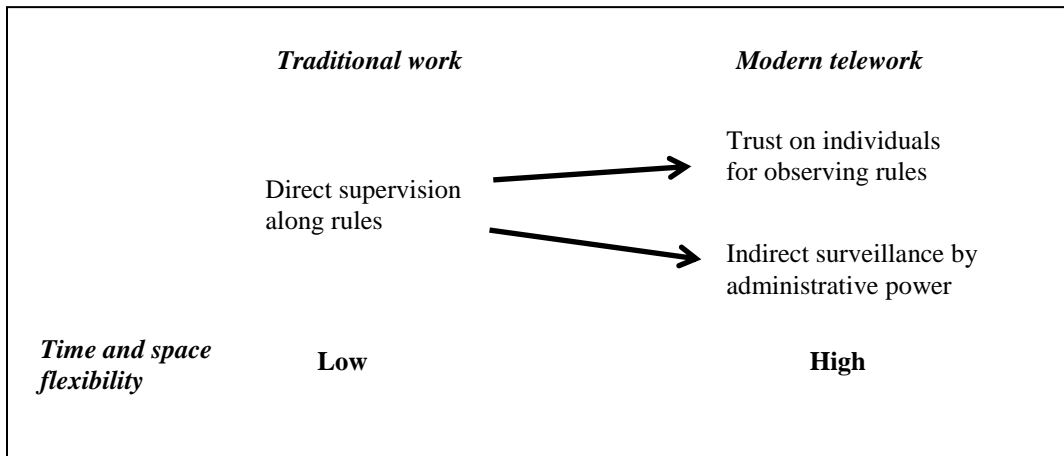 Traditional work
Modern telework
Trust on individuals
for observing rules
Direct supervision
along rules
Indirect surveillance by
administrative power
Time and space
flexibility
Low
High